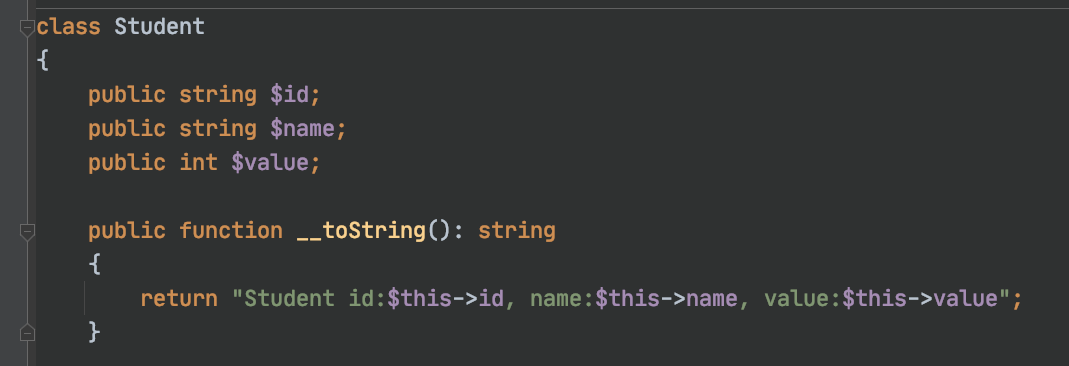 class Student
{
public string $id;
public string $name;
public int $value;
public function __toString(): string
{
return "Student id:$this->id, name:$this->name, value:$this->value";
}